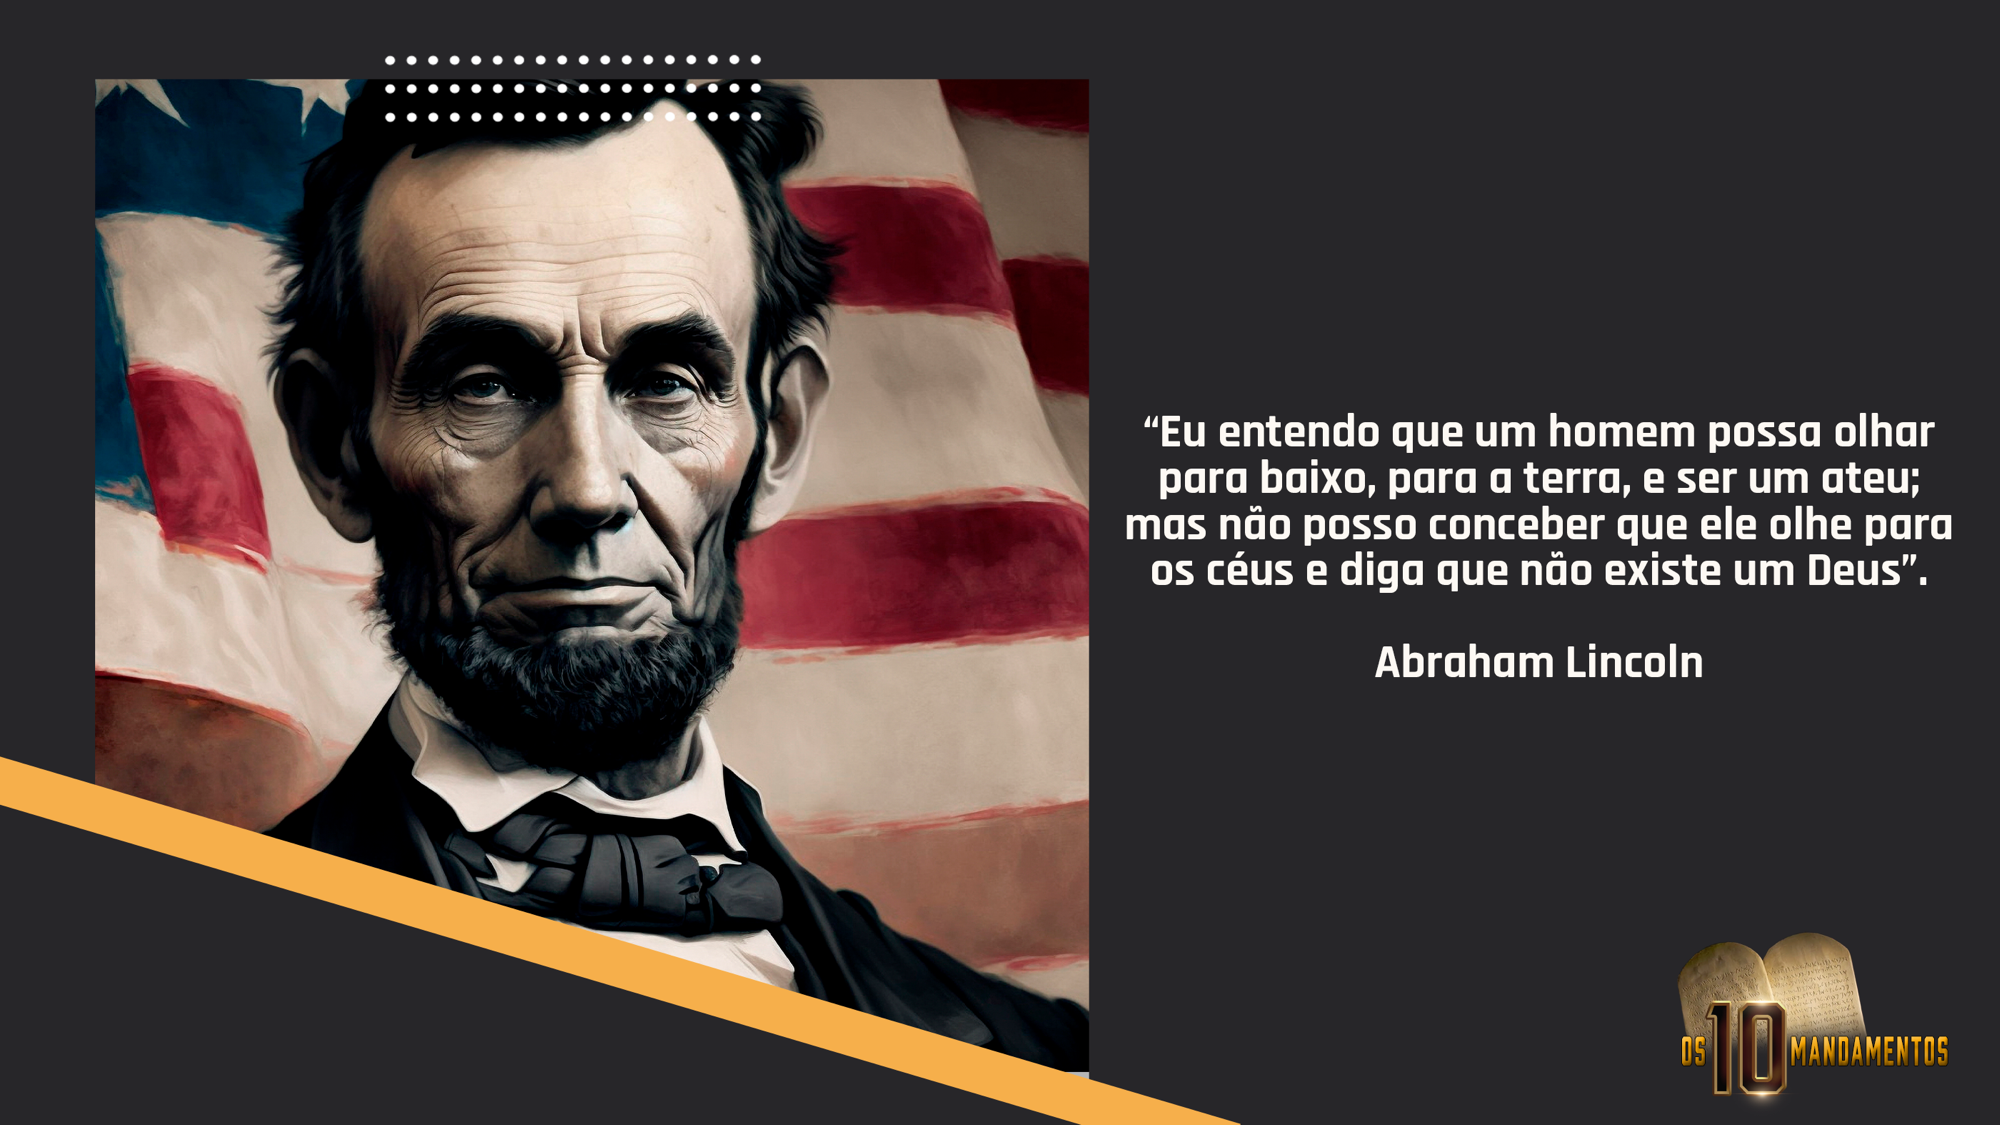 “Eu entendo que um homem possa olhar
para baixo, para a terra, e ser um ateu;
mas não posso conceber que ele olhe para
os céus e diga que não existe um Deus”.
Abraham Lincoln
OS 10 MANDAMENTOS